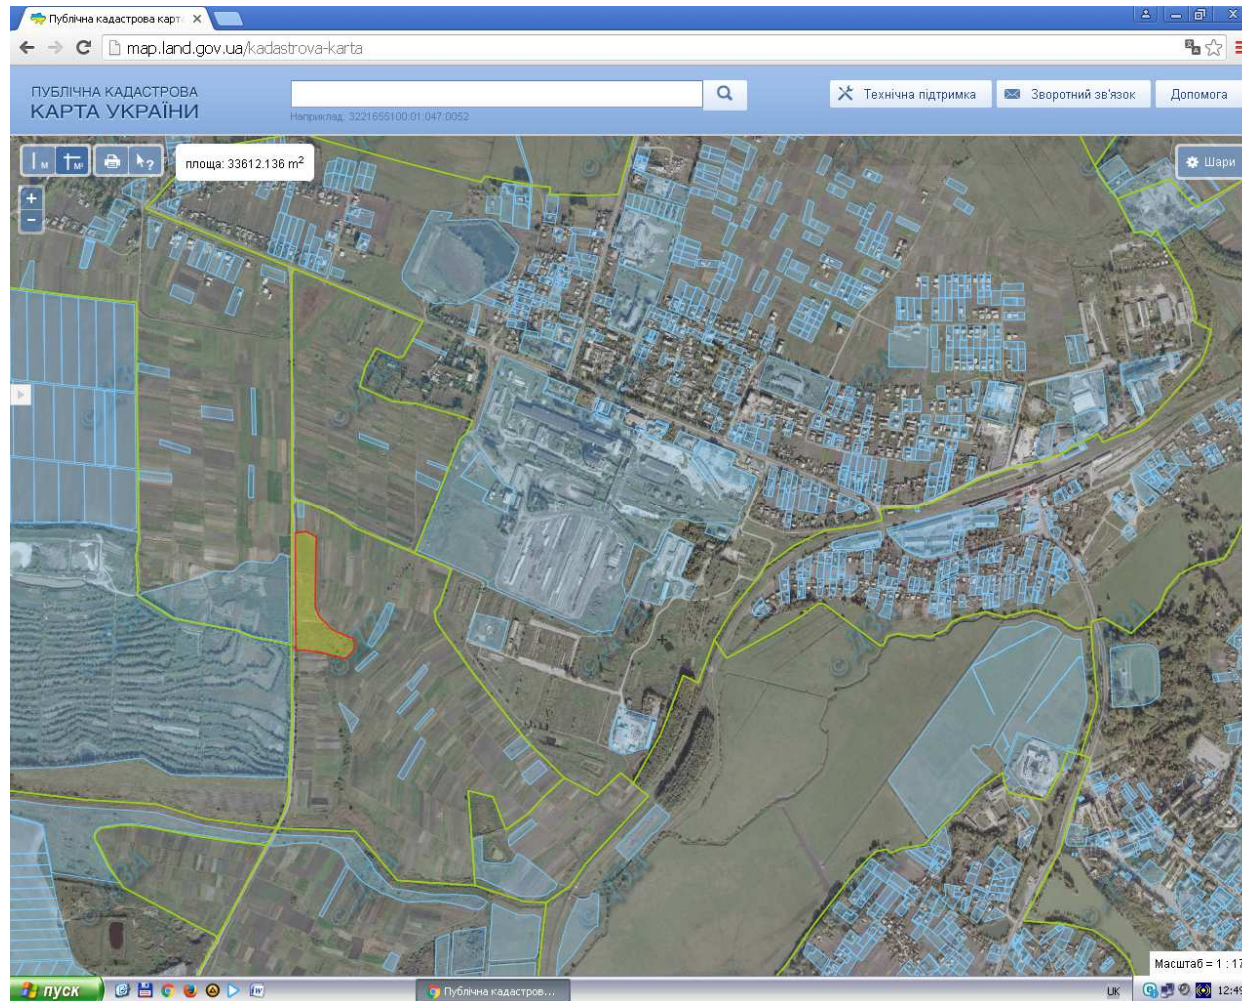 Публічна кадастрова карт
map.land.gov.ua/kadastrova-karta
ПУБЛІЧНА КАДАСТРОВА
КАРТА УКРАЇНИ
Наприклад: 3221655100:01:047:0052
Технічна підтримка
Зворотний зв'язок
Допомога
М
М²
площа: 33612.136 m²
Шари
+
−
Масштаб = 1 : 17
пуск
Публічна кадастров...
UK
12:49